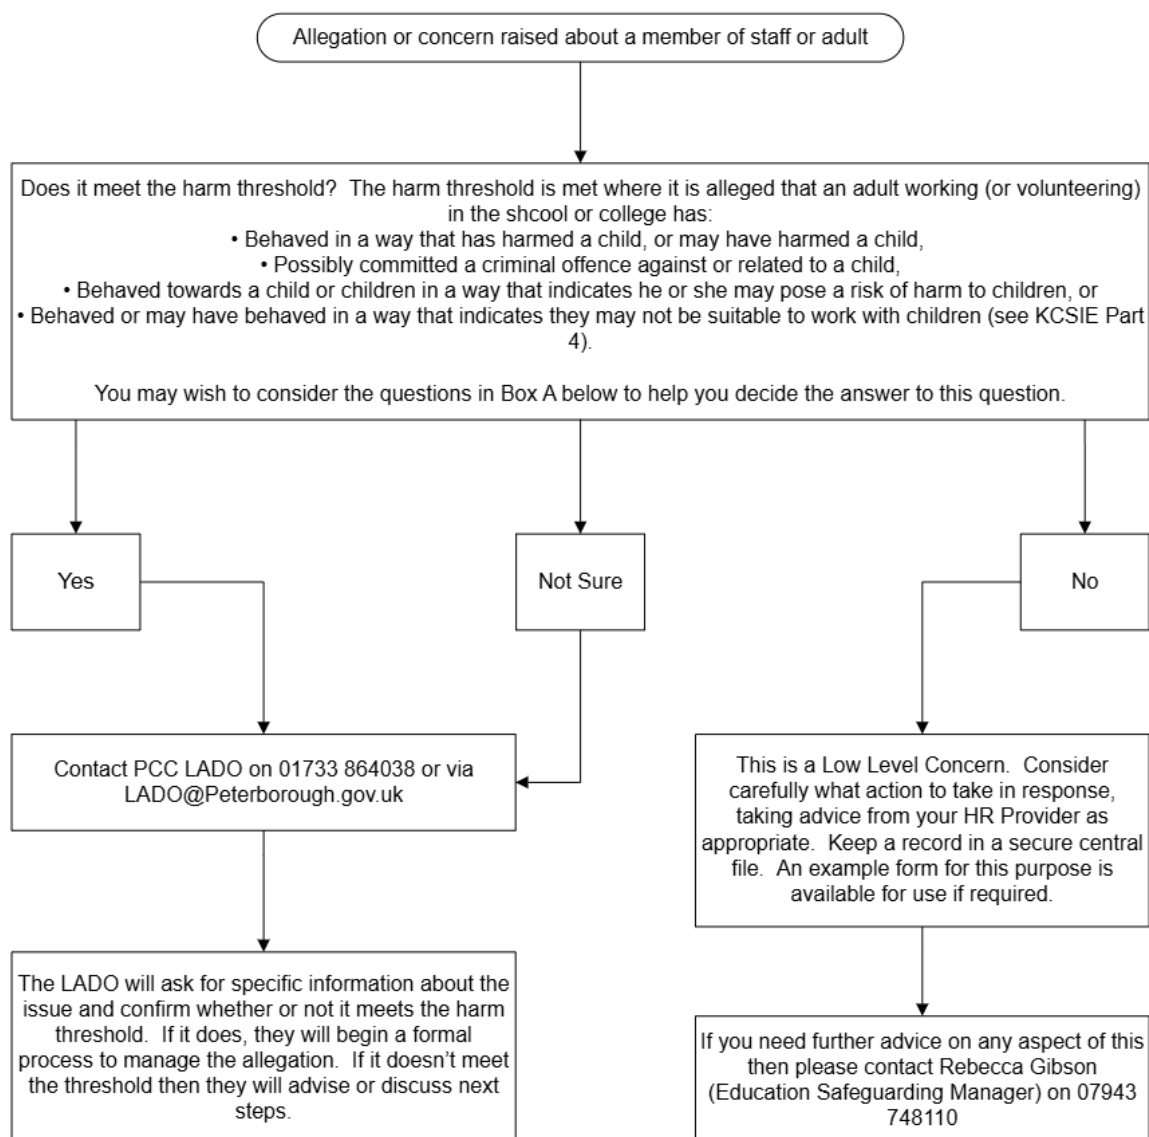 Allegation or concern raised about a member of staff or adult
Does it meet the harm threshold?  The harm threshold is met where it is alleged that an adult working (or volunteering)
in the shcool or college has:
• Behaved in a way that has harmed a child, or may have harmed a child,
• Possibly committed a criminal offence against or related to a child,
• Behaved towards a child or children in a way that indicates he or she may pose a risk of harm to children, or
• Behaved or may have behaved in a way that indicates they may not be suitable to work with children (see KCSIE Part
4).
You may wish to consider the questions in Box A below to help you decide the answer to this question.
Yes
Not Sure
No
Contact PCC LADO on 01733 864038 or via
LADO@Peterborough.gov.uk
This is a Low Level Concern.  Consider
carefully what action to take in response,
taking advice from your HR Provider as
appropriate.  Keep a record in a secure central
file.  An example form for this purpose is
available for use if required.
The LADO will ask for specific information about the
issue and confirm whether or not it meets the harm
threshold.  If it does, they will begin a formal
process to manage the allegation.  If it doesn't meet
the threshold then they will advise or discuss next
steps.
If you need further advice on any aspect of this
then please contact Rebecca Gibson
(Education Safeguarding Manager) on 07943
748110